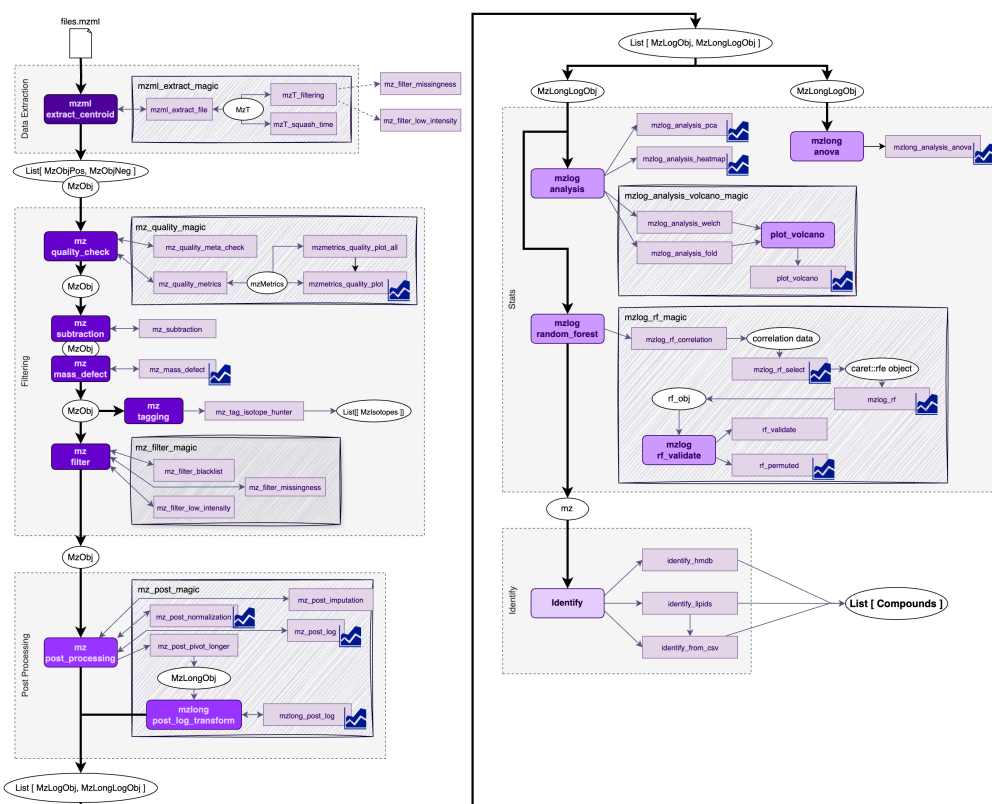 files.mzml
Data Extraction
mzml
extract_centroid
mzml_extract_magic
mzml_extract_file
MzT
mzT_filtering
mzT_squash_time
mz_filter_missingness
mz_filter_low_intensity
List[ MzObjPos, MzObjNeg ]
MzObj
Filtering
mz
quality_check
mz_quality_magic
mz_quality_meta_check
mz_quality_metrics
mzMetrics
mzmetrics_quality_plot_all
mzmetrics_quality_plot
MzObj
mz
subtraction
mz_subtraction
MzObj
mz
mass_defect
mz_mass_defect
MzObj
mz
tagging
mz_tag_isotope_hunter
List[[ MzIsotopes ]]
mz
filter
mz_filter_magic
mz_filter_blacklist
mz_filter_missingness
mz_filter_low_intensity
MzObj
Post Processing
mz
post_processing
mz_post_magic
mz_post_imputation
mz_post_normalization
mz_post_log
mz_post_pivot_longer
MzLongObj
mzlong
post_log_transform
mzlong_post_log
List [ MzLogObj, MzLongLogObj ]
List [ MzLogObj, MzLongLogObj ]
MzLongLogObj
MzLongLogObj
Stats
mzlog
analysis
mzlog_analysis_pca
mzlog_analysis_heatmap
mzlong
anova
mzlong_analysis_anova
mzlog_analysis_volcano_magic
mzlog_analysis_welch
mzlog_analysis_fold
plot_volcano
plot_volcano
mzlog
random_forest
mzlog_rf_magic
mzlog_rf_correlation
correlation data
mzlog_rf_select
caret::rfe object
mzlog_rf
rf_obj
mzlog
rf_validate
rf_validate
rf_permuted
mz
Identify
Identify
identify_hmdb
identify_lipids
identify_from_csv
List [ Compounds ]